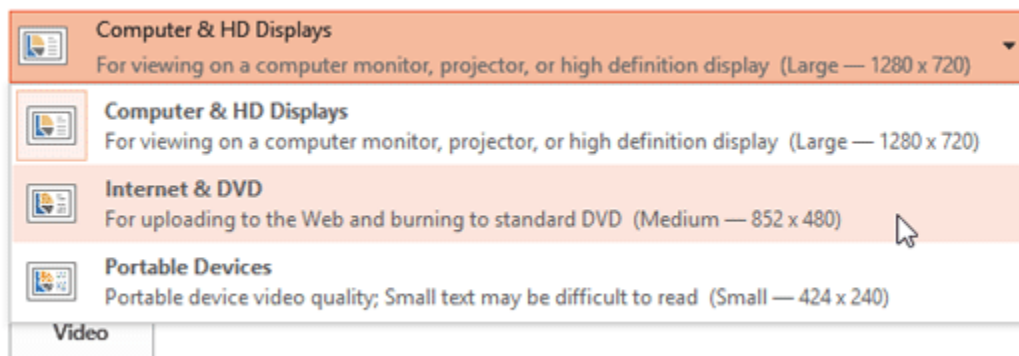 Computer & HD Displays
For viewing on a computer monitor, projector, or high definition display (Large — 1280 x 720)
Computer & HD Displays
For viewing on a computer monitor, projector, or high definition display (Large — 1280 x 720)
Internet & DVD
For uploading to the Web and burning to standard DVD (Medium — 852 x 480)
Portable Devices
Portable device video quality; Small text may be difficult to read (Small — 424 x 240)
Video